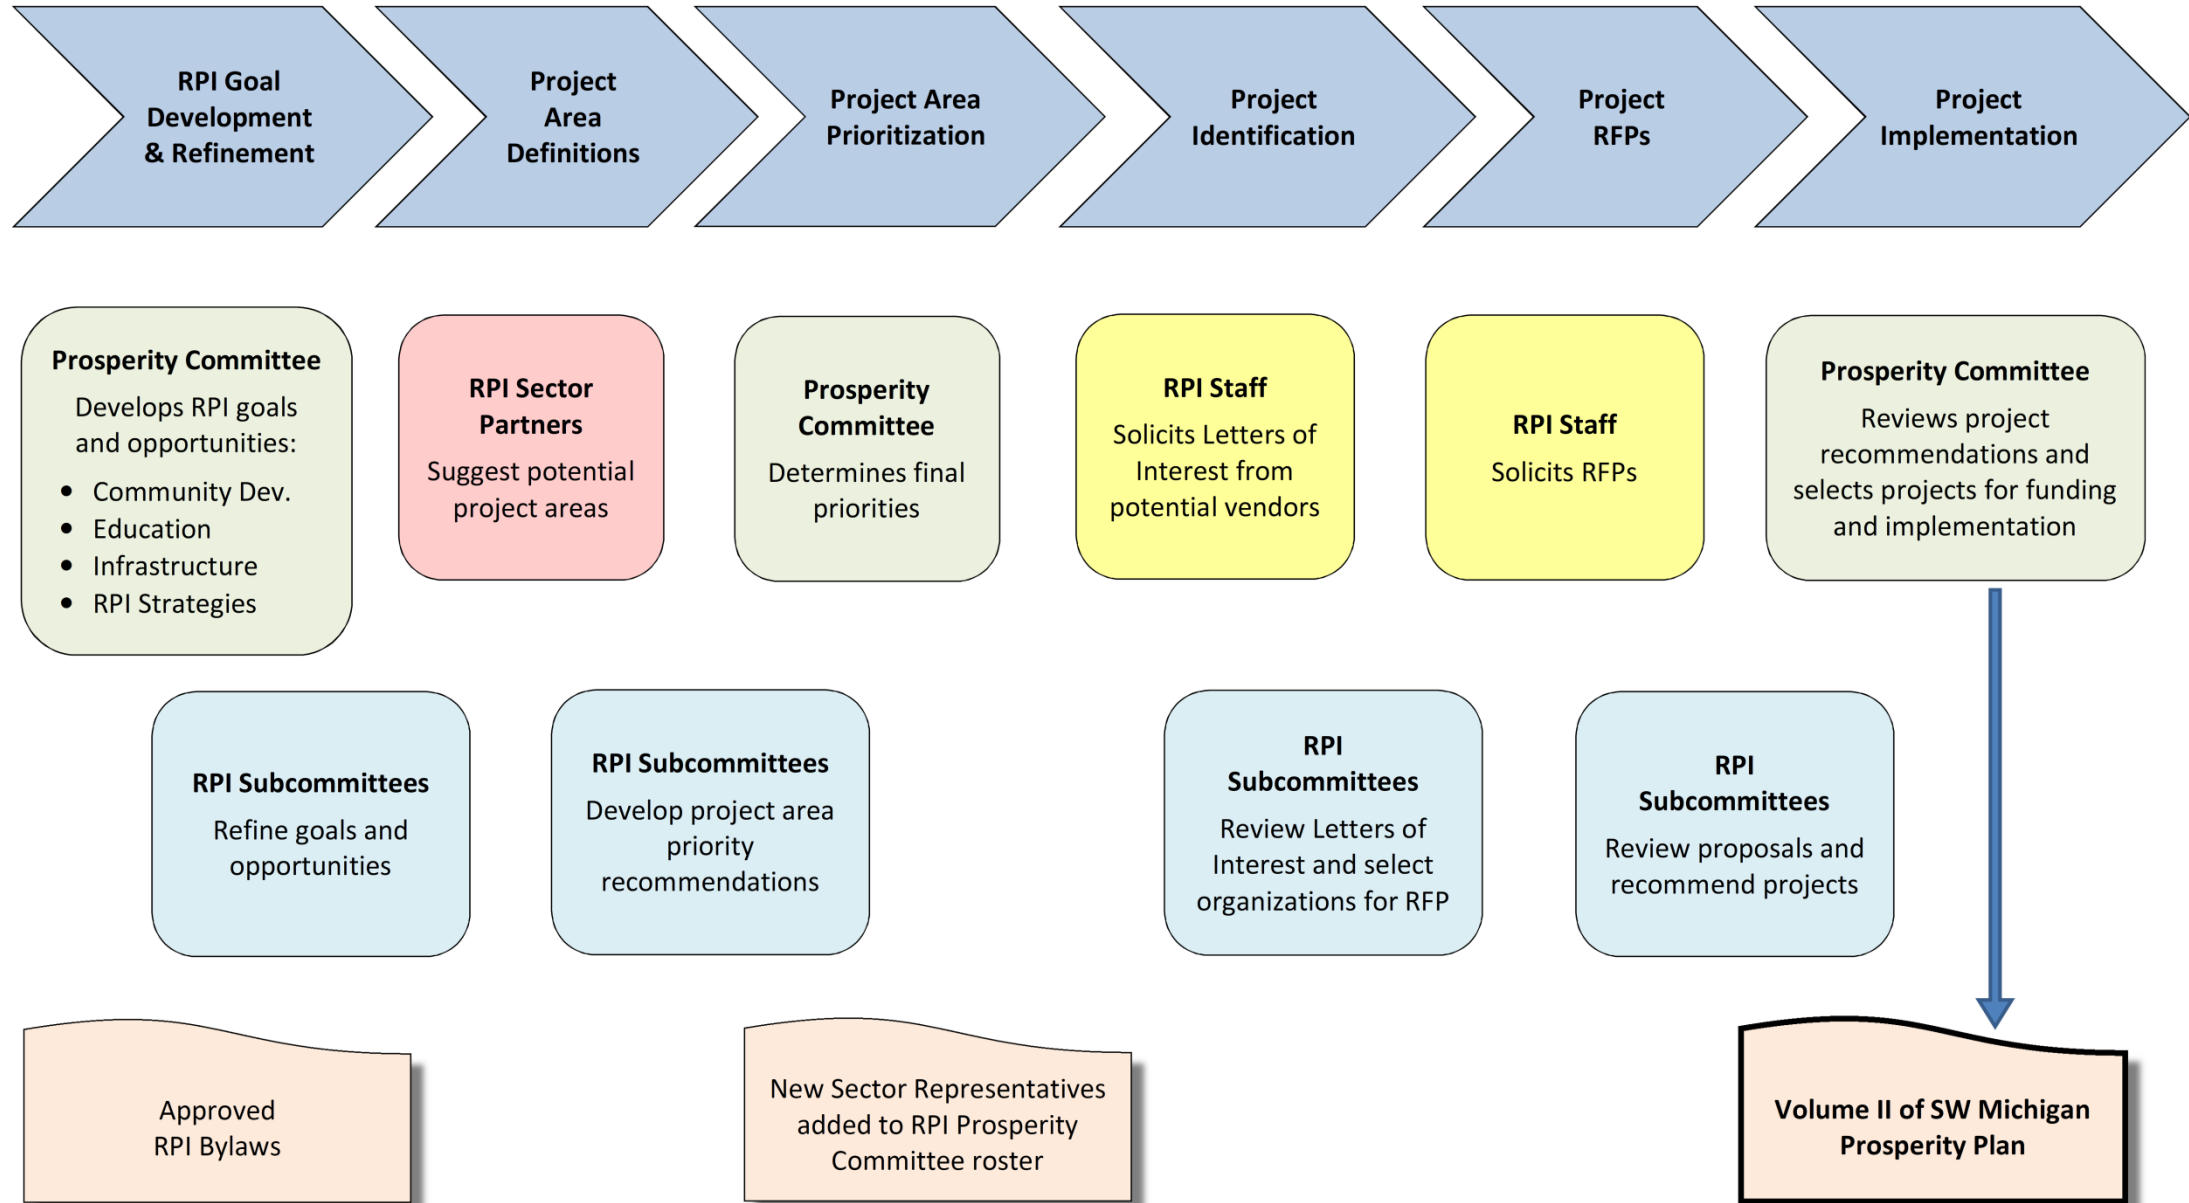 RPI Goal
Development
& Refinement
Project
Area
Definitions
Project Area
Prioritization
Project
Identification
Project
RFPs
Project
Implementation
Prosperity Committee
Develops RPI goals
and opportunities:
• Community Dev.
• Education
• Infrastructure
• RPI Strategies
RPI Sector
Partners
Suggest potential
project areas
Prosperity
Committee
Determines final
priorities
RPI Staff
Solicits Letters of
Interest from
potential vendors
RPI Staff
Solicits RFPs
Prosperity Committee
Reviews project
recommendations and
selects projects for funding
and implementation
RPI Subcommittees
Refine goals and
opportunities
RPI Subcommittees
Develop project area
priority
recommendations
RPI
Subcommittees
Review Letters of
Interest and select
organizations for RFP
RPI
Subcommittees
Review proposals and
recommend projects
Approved
RPI Bylaws
New Sector Representatives
added to RPI Prosperity
Committee roster
Volume II of SW Michigan
Prosperity Plan